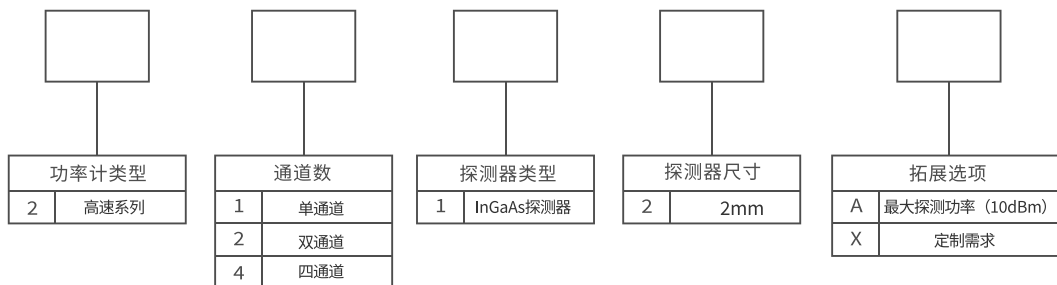 功率计类型
2 高速系列
通道数
1 单通道
2 双通道
4 四通道
探测器类型
1 InGaAs探测器
探测器尺寸
2 2mm
拓展选项
A 最大探测功率（10dBm）
X 定制需求